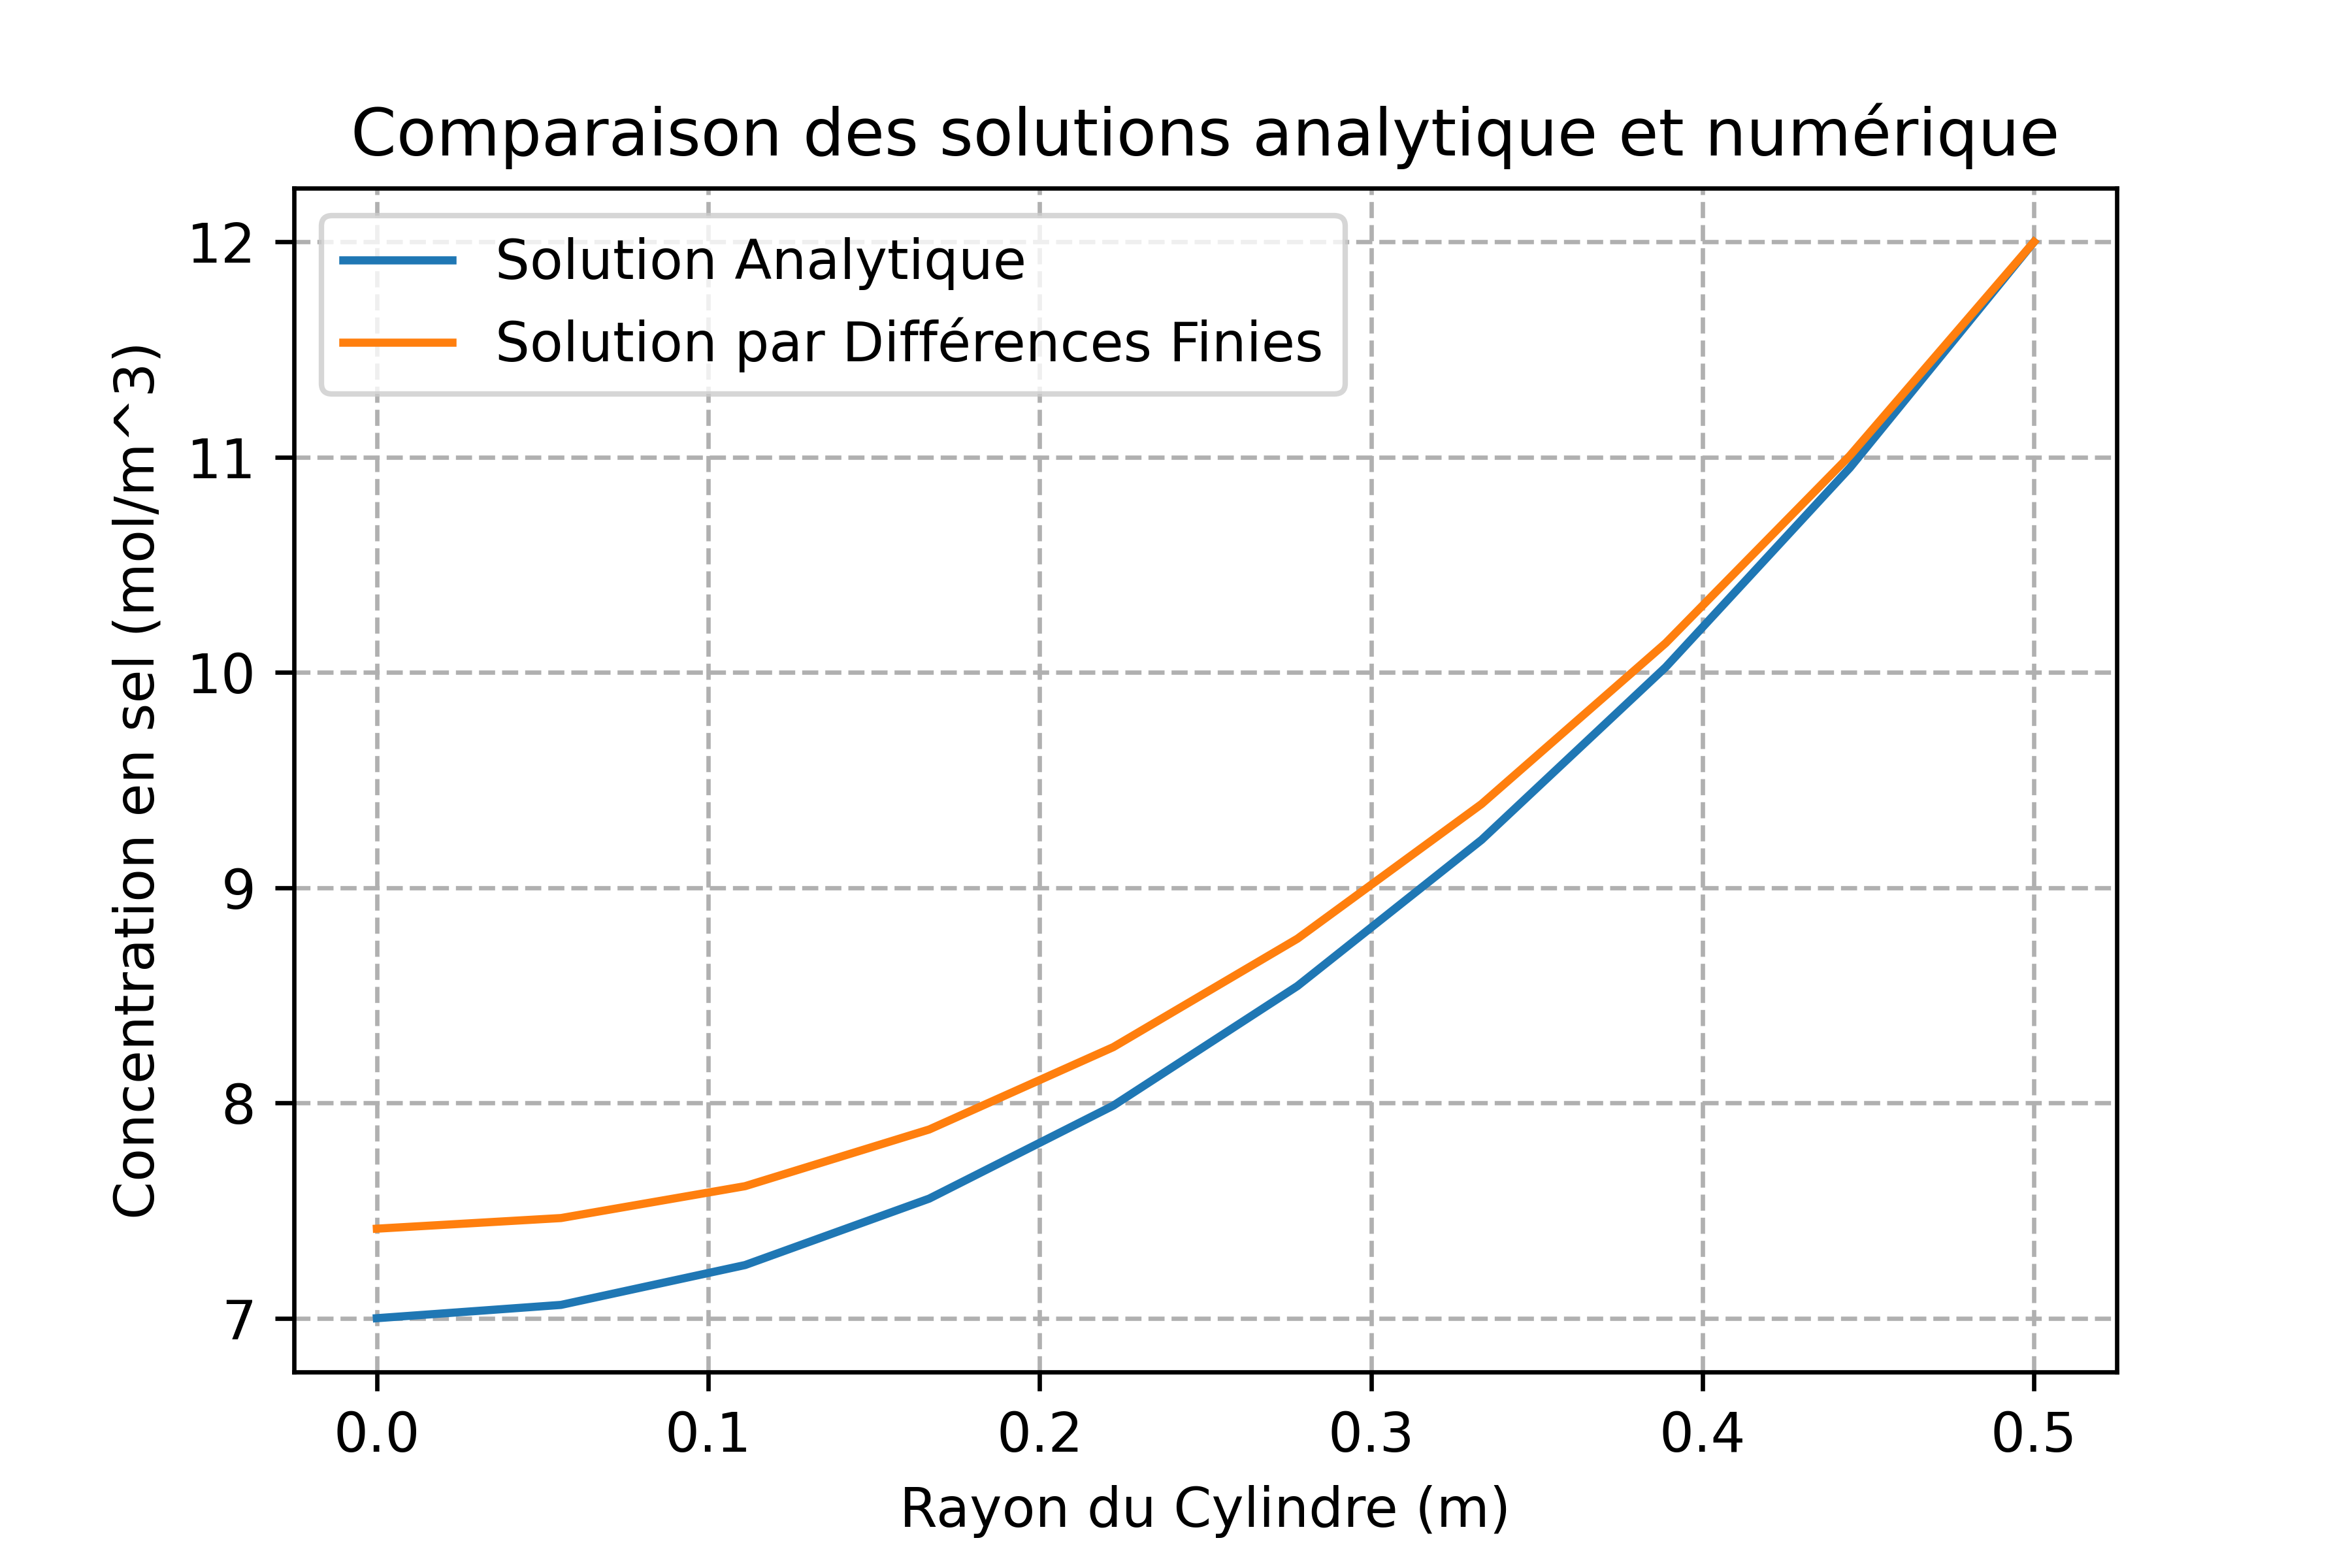 Comparaison des solutions analytique et numérique
Solution Analytique
Solution par Différences Finies
Concentration en sel (mol/m^3)
12
11
10
9
8
7
0.0 0.1 0.2 0.3 0.4 0.5
Rayon du Cylindre (m)